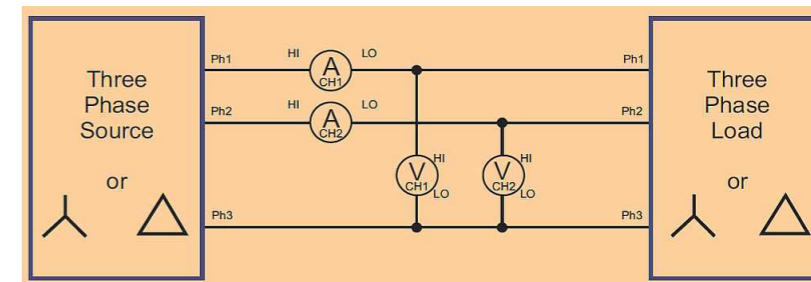 Three
Phase
Source
or
Ph1
HI
A
CH1
LO
Ph1
Ph2
HI
A
CH2
LO
Ph2
V
CH1
HI
LO
V
CH2
HI
LO
Ph3
Ph3
Three
Phase
Load
or